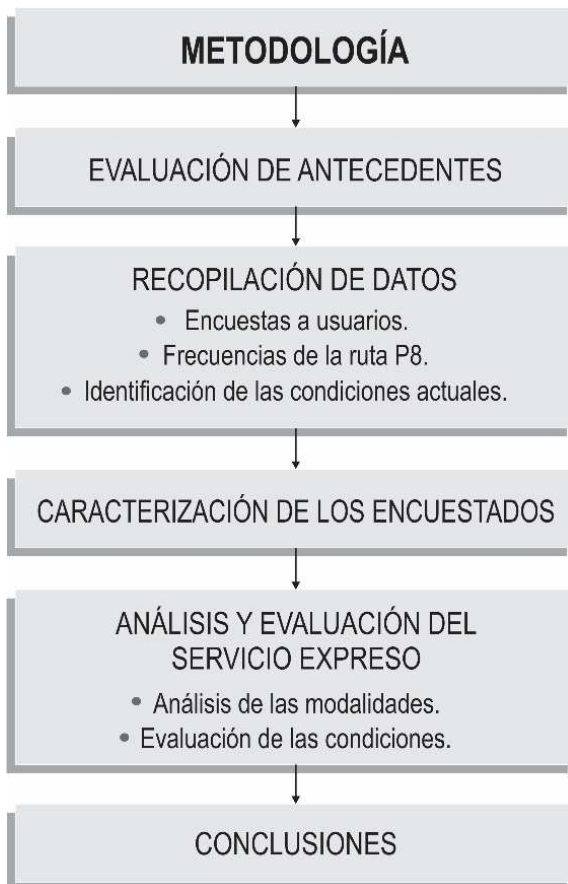 METODOLOGÍA
EVALUACIÓN DE ANTECEDENTES
RECOPILACIÓN DE DATOS
• Encuestas a usuarios.
• Frecuencias de la ruta P8.
• Identificación de las condiciones actuales.
CARACTERIZACIÓN DE LOS ENCUESTADOS
ANÁLISIS Y EVALUACIÓN DEL
SERVICIO EXPRESO
• Análisis de las modalidades.
• Evaluación de las condiciones.
CONCLUSIONES